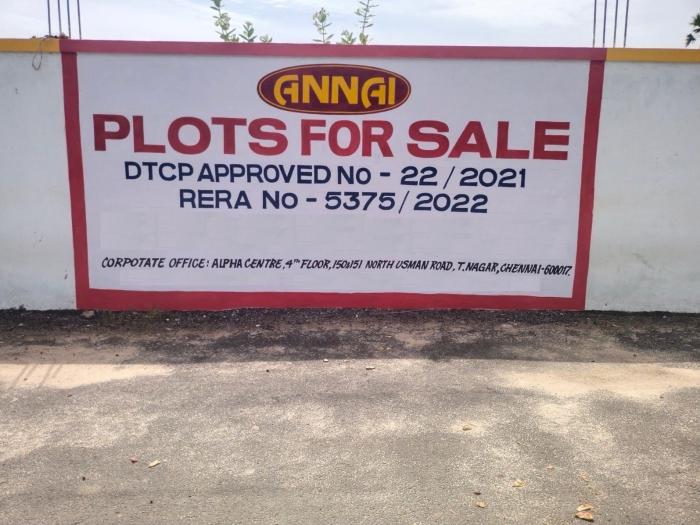 ANNAI
PLOTS FOR SALE
DTCP APPROVED No - 22 / 2021
RERA No - 5375 / 2022
CORPOTATE OFFICE: ALPHA CENTRE, 4TH FLOOR, 150&151 NORTH USMAN ROAD, T. NAGAR, CHENNAI-600017.